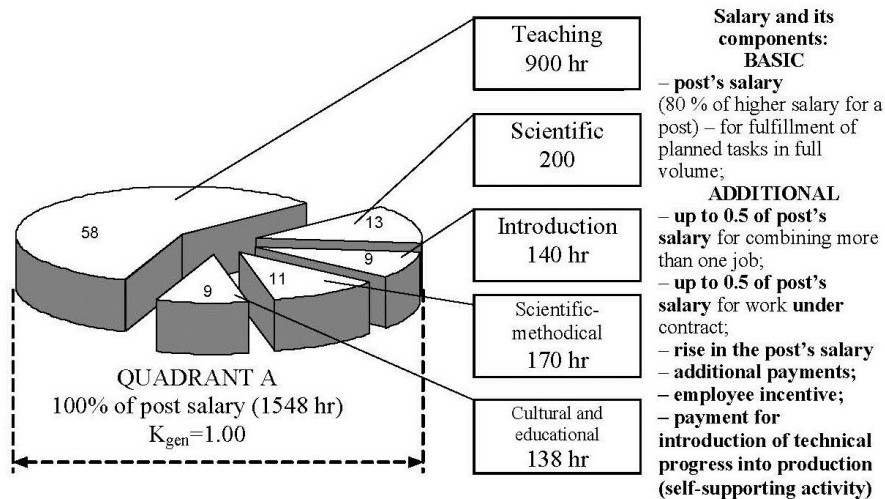 Teaching
900 hr
Scientific
200
Introduction
140 hr
Scientific-
methodical
170 hr
Cultural and
educational
138 hr
58
13
9
11
9
QUADRANT A
100% of post salary (1548 hr)
Kgen=1.00
Salary and its
components:
BASIC
– post's salary
(80 % of higher salary for a
post) – for fulfillment of
planned tasks in full
volume;
ADDITIONAL
– up to 0.5 of post's
salary for combining more
than one job;
– up to 0.5 of post's
salary for work under
contract;
– rise in the post's salary
– additional payments;
– employee incentive;
– payment for
introduction of technical
progress into production
(self-supporting activity)